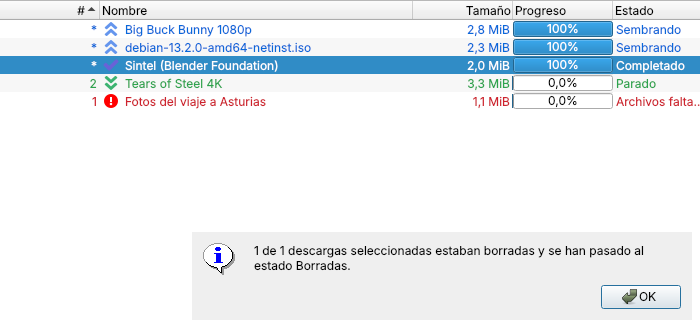 # Nombre Tamaño Progreso Estado
* Big Buck Bunny 1080p 2,8 MiB 100% Sembrando
* debian-13.2.0-amd64-netinst.iso 2,3 MiB 100% Sembrando
* Sintel (Blender Foundation) 2,0 MiB 100% Completado
2 Tears of Steel 4K 3,3 MiB 0,0% Parado
1 Fotos del viaje a Asturias 1,1 MiB 0,0% Archivos falta...
1 de 1 descargas seleccionadas estaban borradas y se han pasado al
estado Borradas.
OK